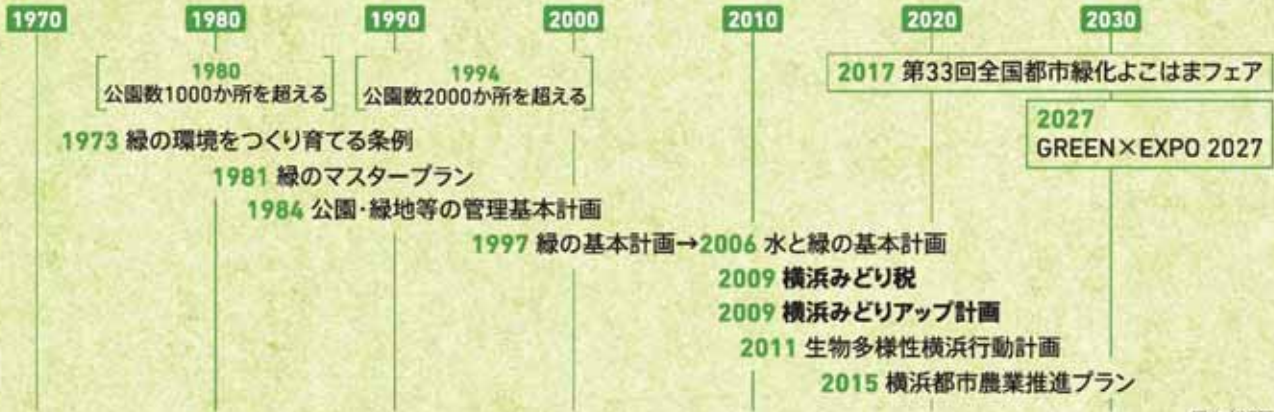 1970 1980 1990 2000 2010 2020 2030
1980
公園数1000か所を超える
1994
公園数2000か所を超える
2017 第33回全国都市緑化よこはまフェア
2027
GREEN×EXPO 2027
1973 緑の環境をつくり育てる条例
1981 緑のマスタープラン
1984 公園・緑地等の管理基本計画
1997 緑の基本計画→2006 水と緑の基本計画
2009 横浜みどり税
2009 横浜みどりアップ計画
2011 生物多様性横浜行動計画
2015 横浜都市農業推進プラン